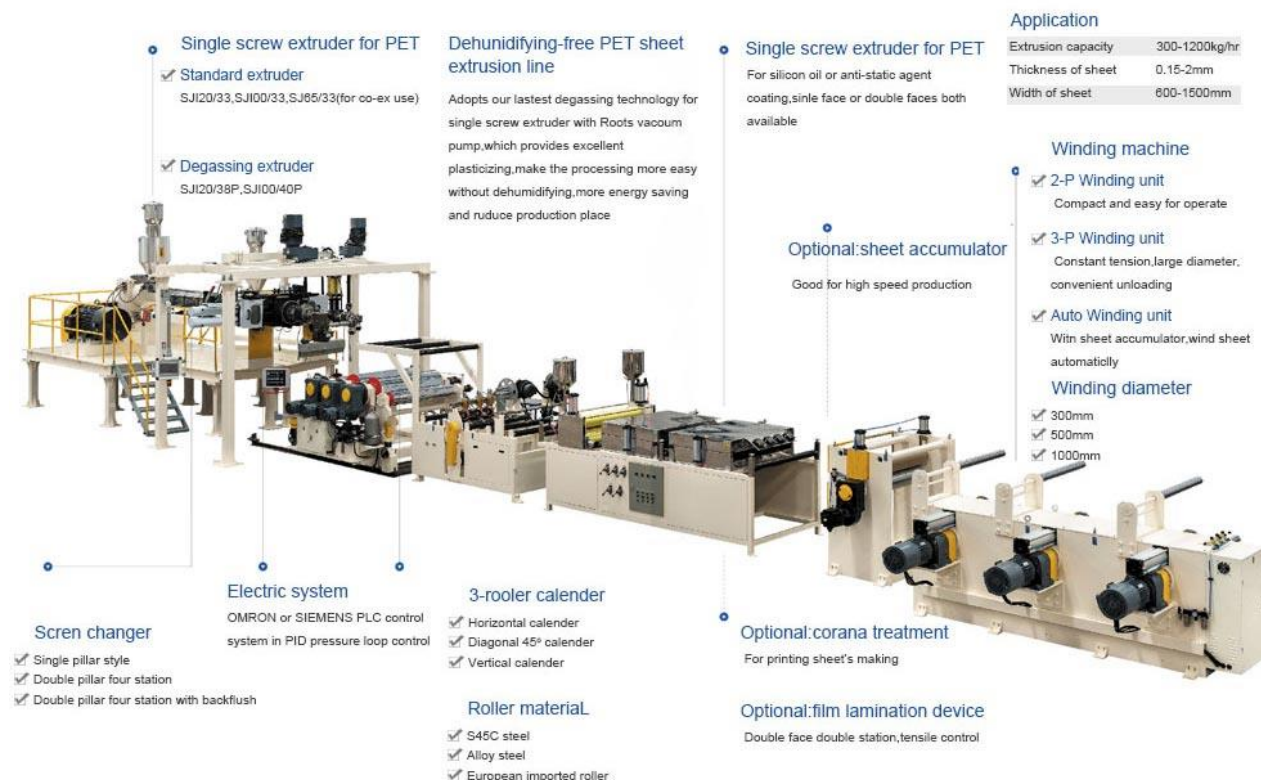 Single screw extruder for PET
Standard extruder
SJI20/33,SJI00/33,SJ65/33(for co-ex use)
Degassing extruder
SJI20/38P,SJI00/40P
Dehunidifying-free PET sheet
extrusion line
Adopts our lastest degassing technology for
single screw extruder with Roots vacoum
pump,which provides excellent
plasticizing,make the processing more easy
without dehumidifying,more energy saving
and ruduce production place
Single screw extruder for PET
For silicon oil or anti-static agent
coating,sinle face or double faces both
available
Application
Extrusion capacity 300-1200kg/hr
Thickness of sheet 0.15-2mm
Width of sheet 600-1500mm
Winding machine
2-P Winding unit
Compact and easy for operate
3-P Winding unit
Constant tension,large diameter,
convenient unloading
Auto Winding unit
Witn sheet accumulator,wind sheet
automaticlly
Winding diameter
300mm
500mm
1000mm
Optional:sheet accumulator
Good for high speed production
Scren changer
Single pillar style
Double pillar four station
Double pillar four station with backflush
Electric system
OMRON or SIEMENS PLC control
system in PID pressure loop control
3-rooler calender
Horizontal calender
Diagonal 45º calender
Vertical calender
Roller materiaL
S45C steel
Alloy steel
European imported roller
Optional:corana treatment
For printing sheet's making
Optional:film lamination device
Double face double station,tensile control